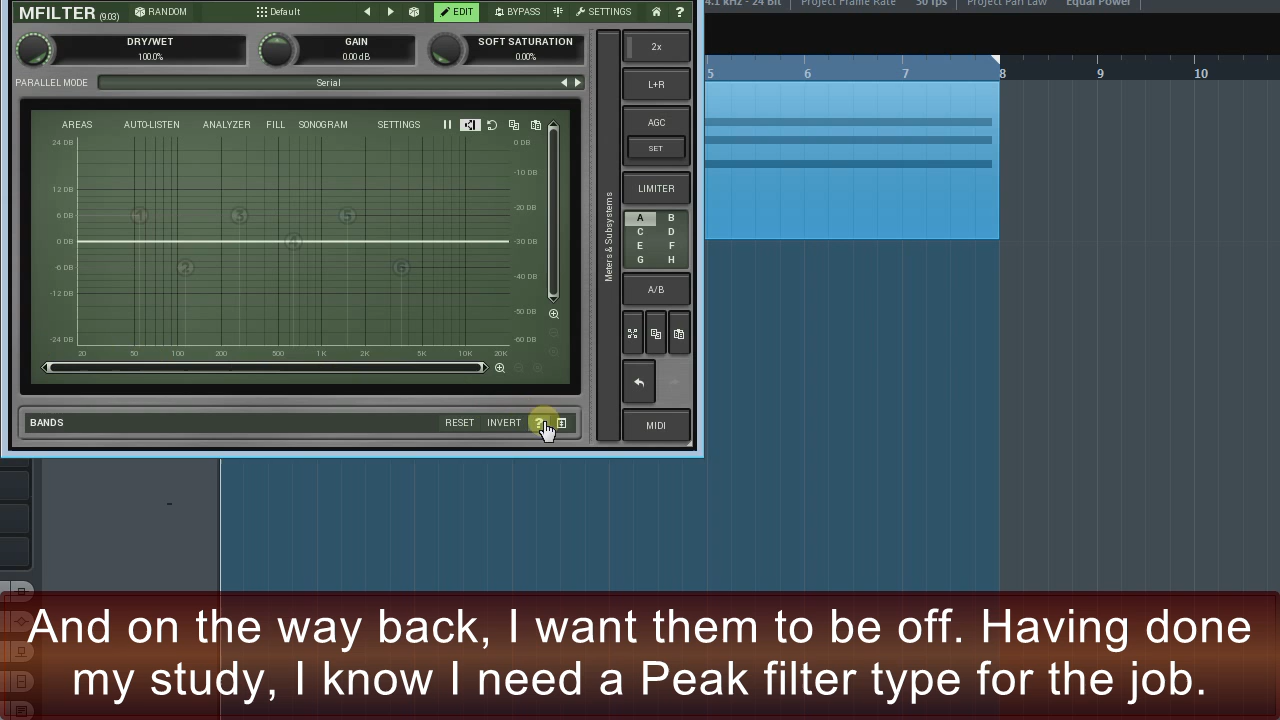 MFILTER (9.03) RANDOM Default EDIT BYPASS SETTINGS ?
4.1 kHz - 24 Bit Project Frame Rate 30 fps Project Pan Law Equal Power
DRY/WET GAIN SOFT SATURATION
100.0% 0.00 dB 0.00%
2x
5 6 7 8 9 10
PARALLEL MODE Serial
L+R
AREAS AUTO-LISTEN ANALYZER FILL SONOGRAM SETTINGS
AGC
SET
24 DB 0 DB
12 DB -10 DB
6 DB 1 3 5 -20 DB
0 DB 4 -30 DB
-6 DB 2 6 -40 DB
-12 DB -50 DB
-24 DB -60 DB
20 50 100 200 500 1K 2K 5K 10K 20K
Meters & Subsystems
LIMITER
A B
C D
E F
G H
A/B
MIDI
BANDS RESET INVERT ?
And on the way back, I want them to be off. Having done
my study, I know I need a Peak filter type for the job.